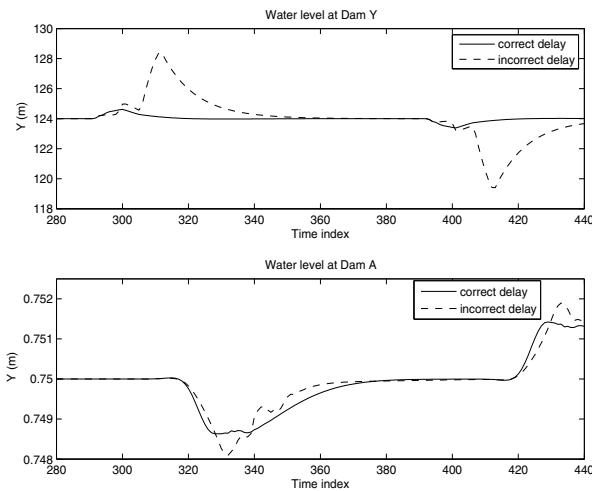 Water level at Dam Y
130
128
126
124
122
120
118
Y (m)
correct delay
incorrect delay
280 300 320 340 360 380 400 420 440
Time index
Water level at Dam A
0.752
0.751
0.75
0.749
0.748
Y (m)
correct delay
incorrect delay
280 300 320 340 360 380 400 420 440
Time index